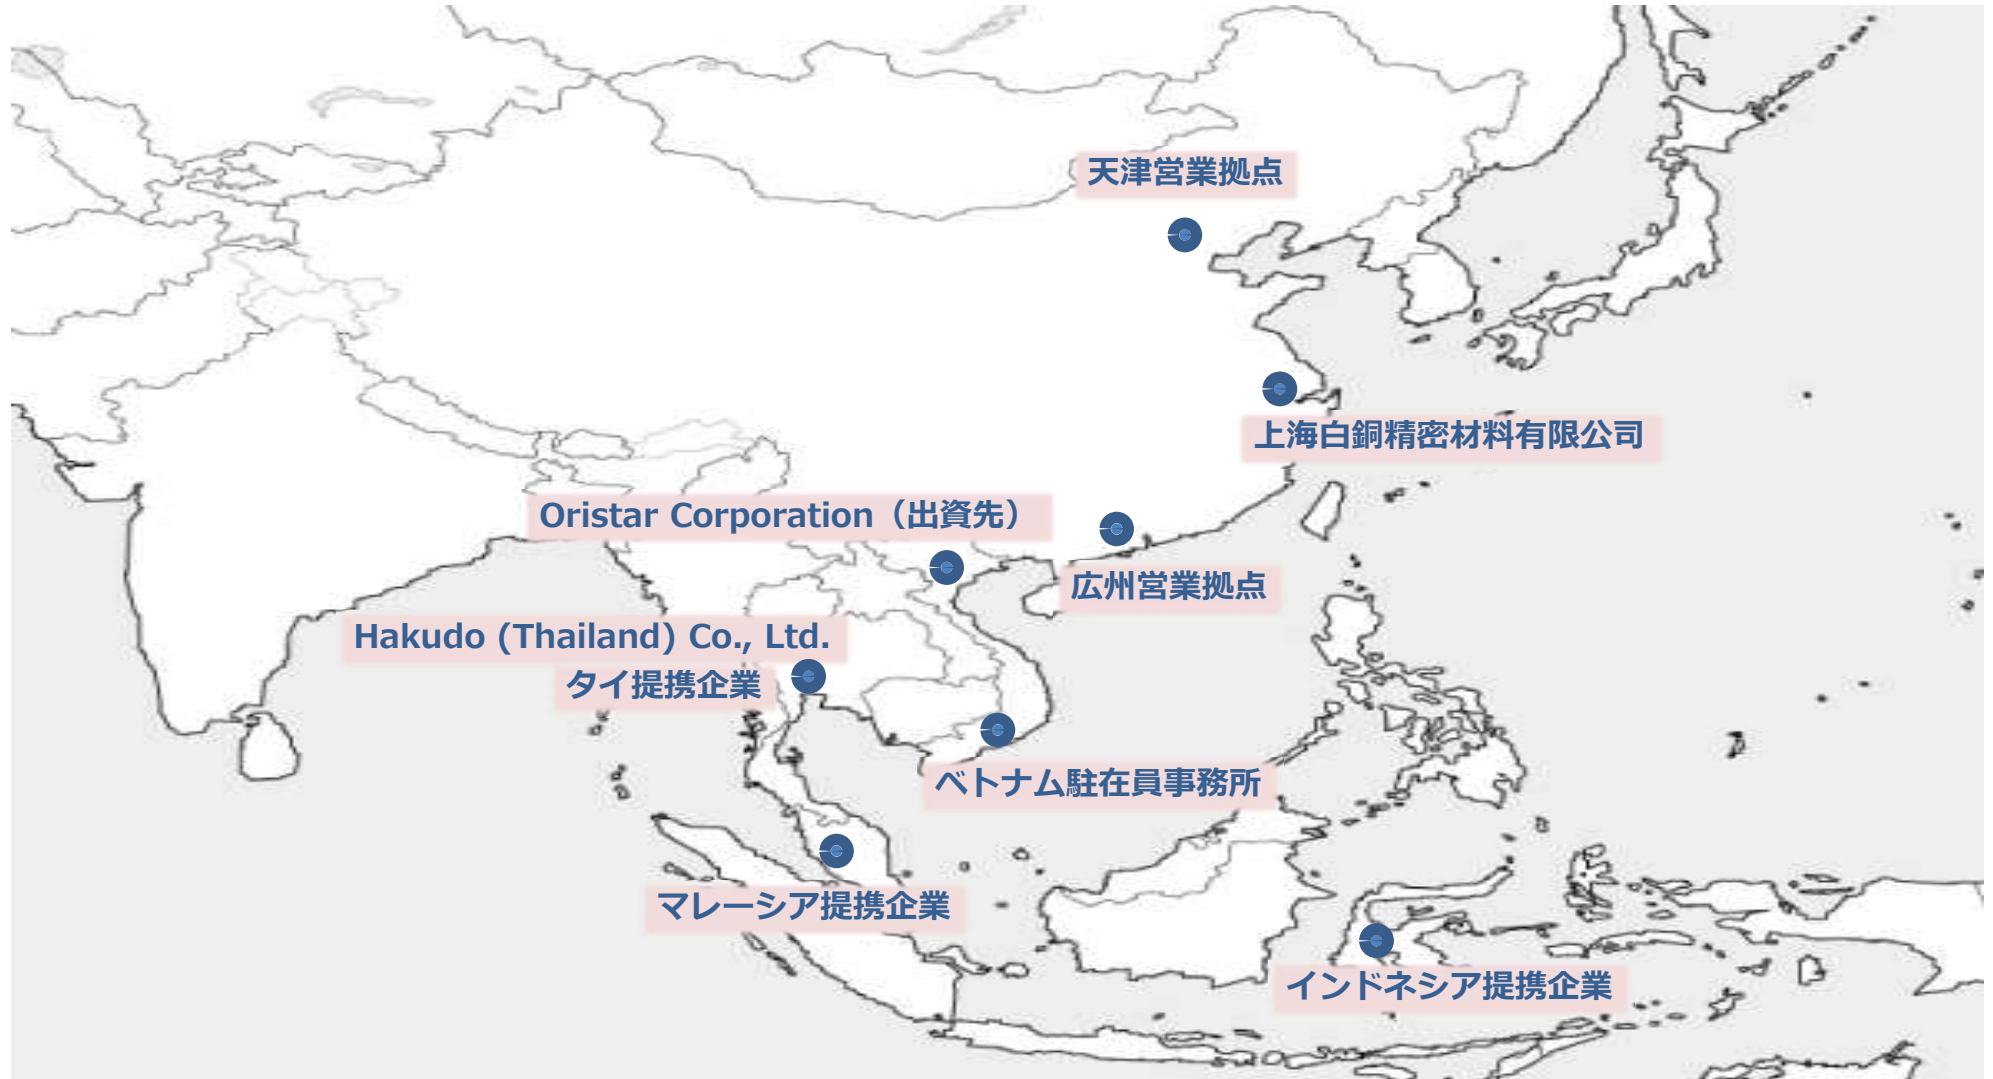 天津営業拠点
上海白銅精密材料有限公司
Oristar Corporation（出資先）
広州営業拠点
Hakudo (Thailand) Co., Ltd.
タイ提携企業
ベトナム駐在員事務所
マレーシア提携企業
インドネシア提携企業